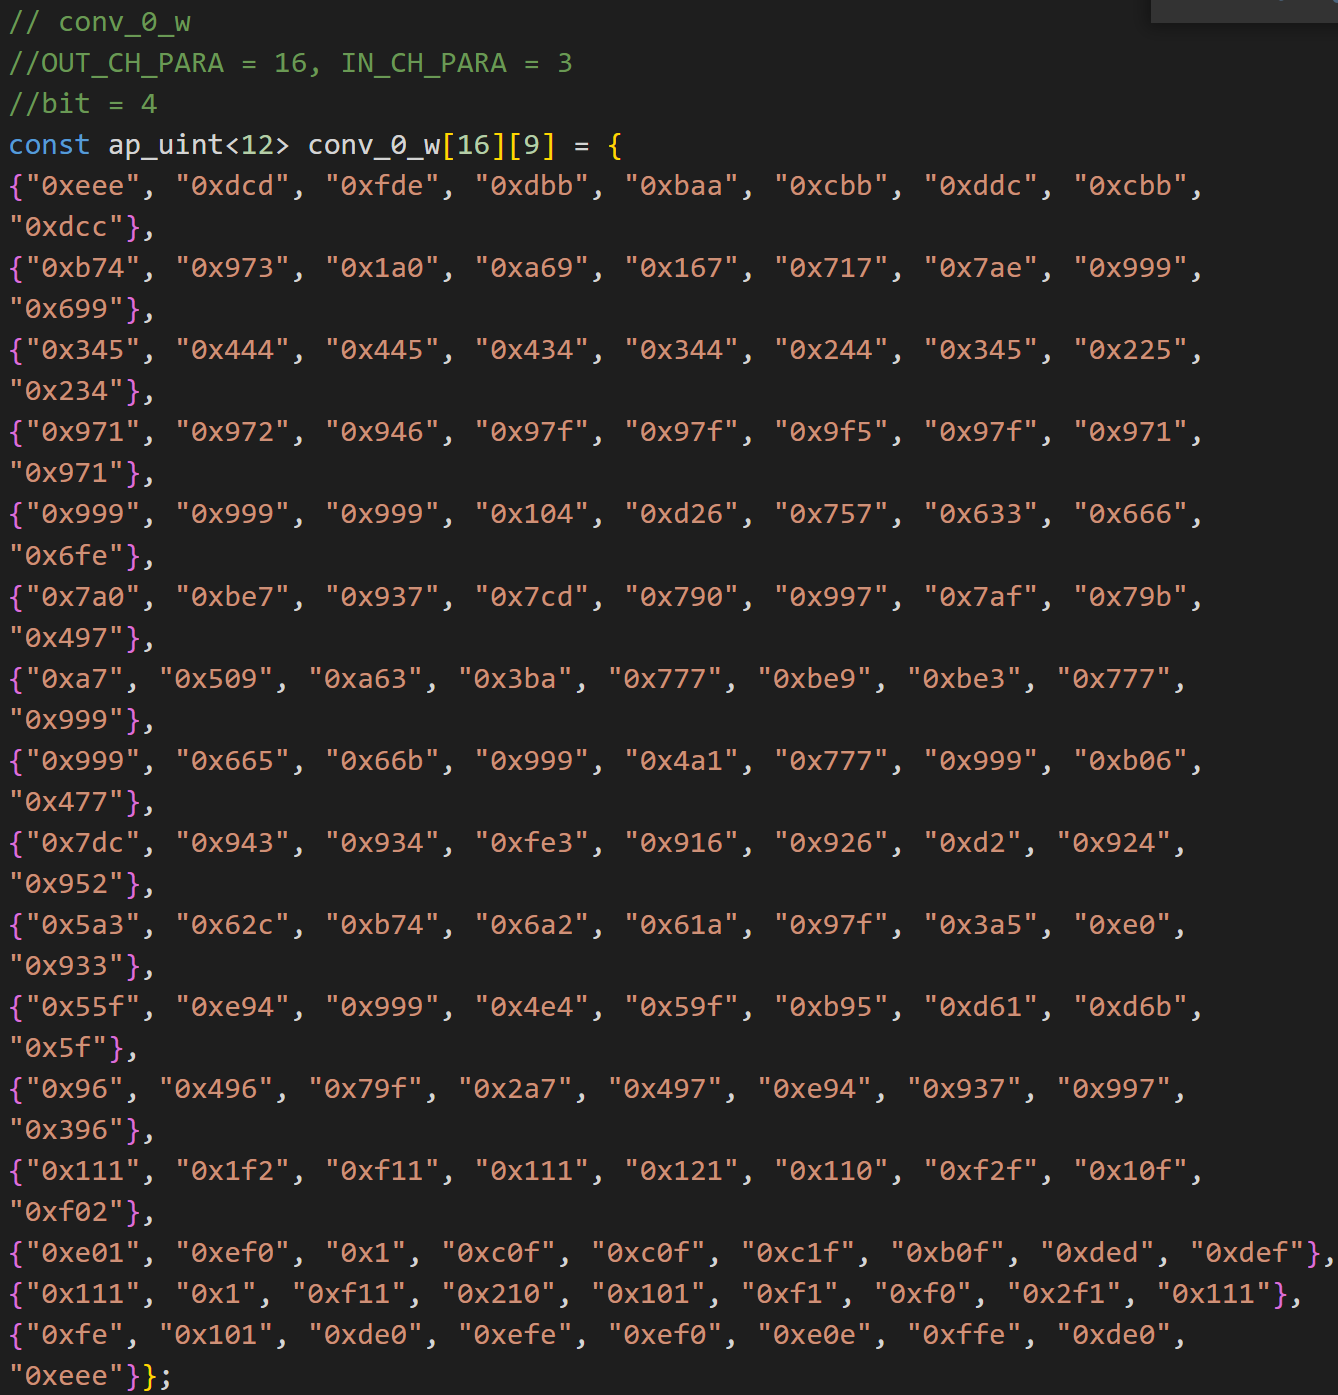 // conv_0_w
//OUT_CH_PARA = 16, IN_CH_PARA = 3
//bit = 4
const ap_uint<12> conv_0_w[16][9] = {
{"0xeee", "0xdcd", "0xfde", "0xdbb", "0xbaa", "0xcbb", "0xddc", "0xcbb",
"0xdcc"},
{"0xb74", "0x973", "0x1a0", "0xa69", "0x167", "0x717", "0x7ae", "0x999",
"0x699"},
{"0x345", "0x444", "0x445", "0x434", "0x344", "0x244", "0x345", "0x225",
"0x234"},
{"0x971", "0x972", "0x946", "0x97f", "0x97f", "0x9f5", "0x97f", "0x971",
"0x971"},
{"0x999", "0x999", "0x999", "0x104", "0xd26", "0x757", "0x633", "0x666",
"0x6fe"},
{"0x7a0", "0xbe7", "0x937", "0x7cd", "0x790", "0x997", "0x7af", "0x79b",
"0x497"},
{"0xa7", "0x509", "0xa63", "0x3ba", "0x777", "0xbe9", "0xbe3", "0x777",
"0x999"},
{"0x999", "0x665", "0x66b", "0x999", "0x4a1", "0x777", "0x999", "0xb06",
"0x477"},
{"0x7dc", "0x943", "0x934", "0xfe3", "0x916", "0x926", "0xd2", "0x924",
"0x952"},
{"0x5a3", "0x62c", "0xb74", "0x6a2", "0x61a", "0x97f", "0x3a5", "0xe0",
"0x933"},
{"0x55f", "0xe94", "0x999", "0x4e4", "0x59f", "0xb95", "0xd61", "0xd6b",
"0x5f"},
{"0x96", "0x496", "0x79f", "0x2a7", "0x497", "0xe94", "0x937", "0x997",
"0x396"},
{"0x111", "0x1f2", "0xf11", "0x111", "0x121", "0x110", "0xf2f", "0x10f",
"0xf02"},
{"0xe01", "0xef0", "0x1", "0xc0f", "0xc0f", "0xc1f", "0xb0f", "0xded", "0xdef"},
{"0x111", "0x1", "0xf11", "0x210", "0x101", "0xf1", "0xf0", "0x2f1", "0x111"},
{"0xfe", "0x101", "0xde0", "0xefe", "0xef0", "0xe0e", "0xffe", "0xde0",
"0xeee"}};